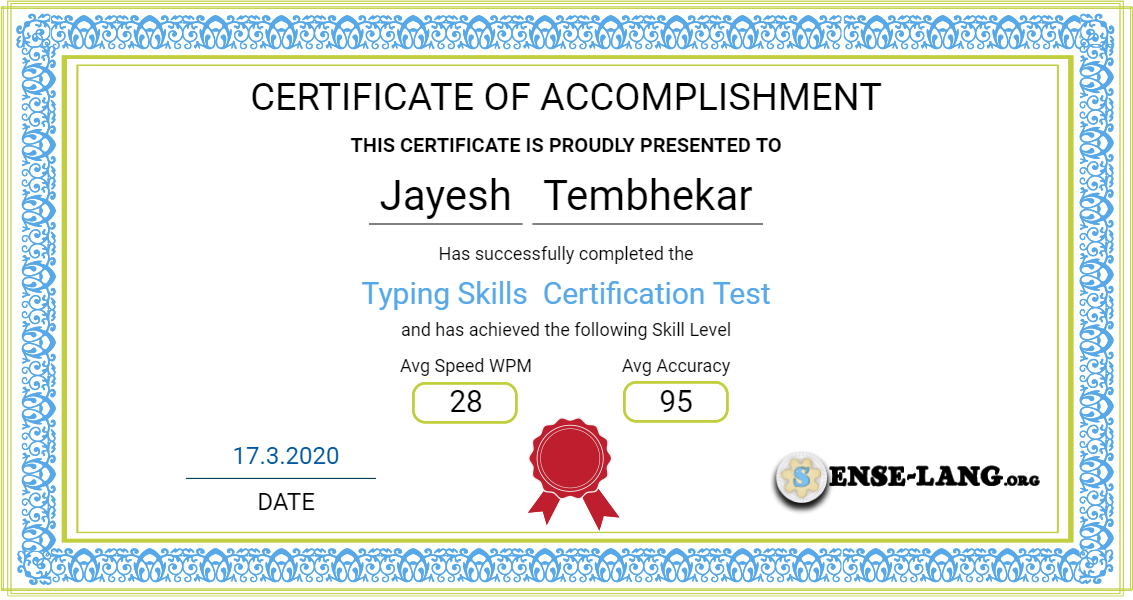 CERTIFICATE OF ACCOMPLISHMENT
THIS CERTIFICATE IS PROUDLY PRESENTED TO
Jayesh Tembhekar
Has successfully completed the
Typing Skills Certification Test
and has achieved the following Skill Level
Avg Speed WPM Avg Accuracy
28 95
17.3.2020
DATE
SENSE-LANG.ORG